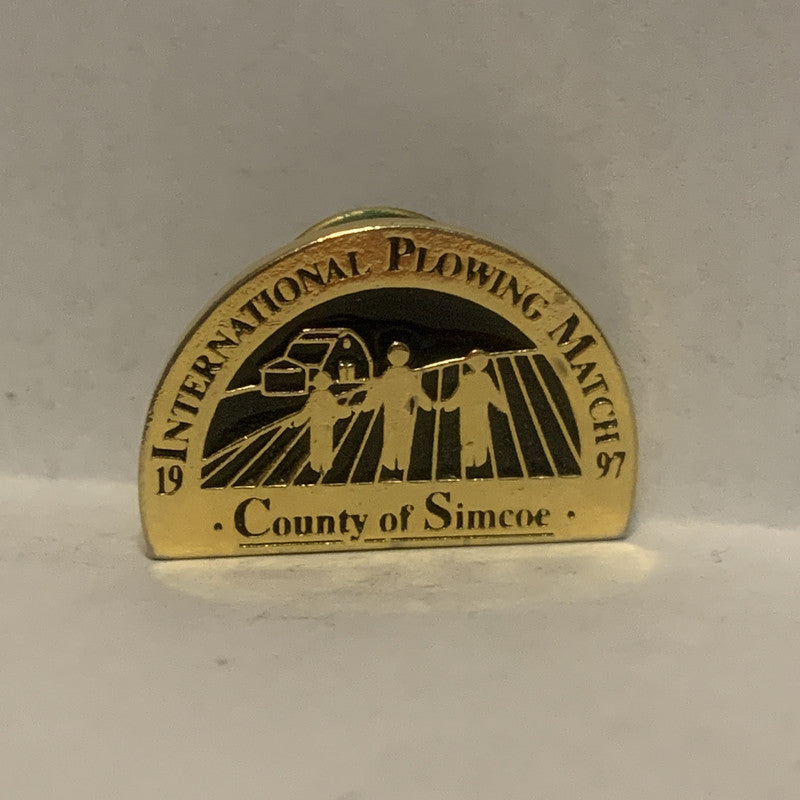 International Plowing Match
19 97
· County of Simcoe ·